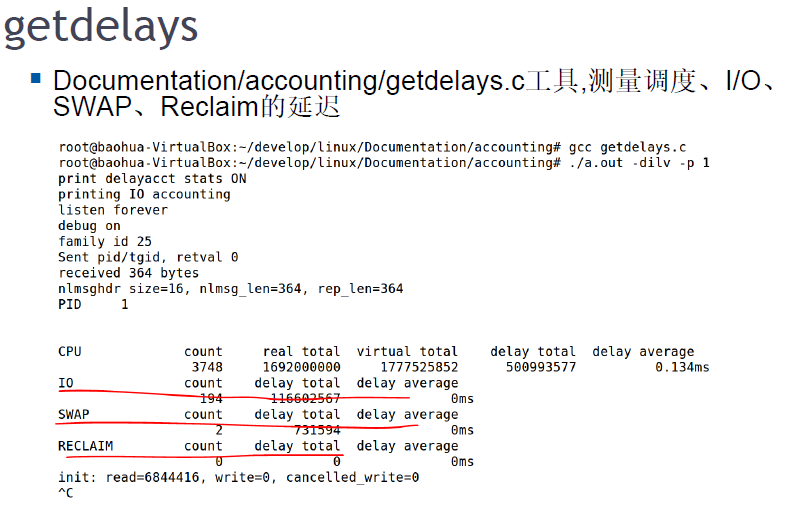 getdelays
Documentation/accounting/getdelays.c工具,测量调度、I/O、
SWAP、Reclaim的延迟
root@baohua-VirtualBox:~/develop/linux/Documentation/accounting# gcc getdelays.c
root@baohua-VirtualBox:~/develop/linux/Documentation/accounting# ./a.out -dilv -p 1
print delayacct stats ON
printing IO accounting
listen forever
debug on
family id 25
Sent pid/tgid, retval 0
received 364 bytes
nlmsghdr size=16, nlmsg_len=364, rep_len=364
PID 1
CPU count real total virtual total delay total delay average
3748 1692000000 1777525852 500993577 0.134ms
IO count delay total delay average
194 116602567 0ms
SWAP count delay total delay average
2 731594 0ms
RECLAIM count delay total delay average
0 0 0ms
init: read=6844416, write=0, cancelled_write=0
^C